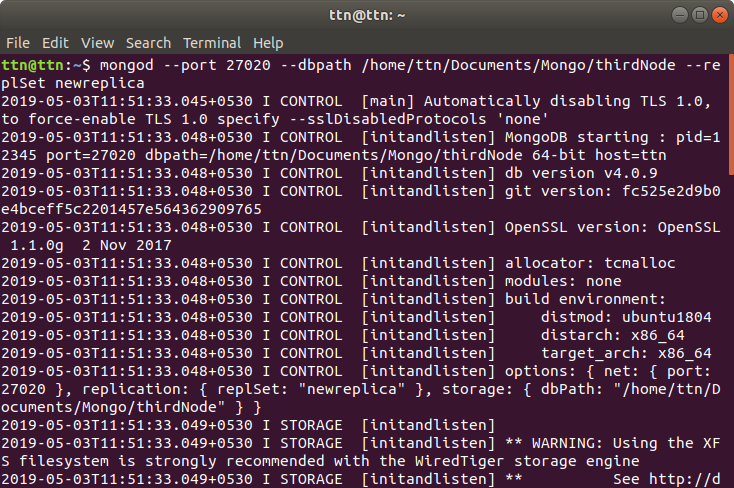 ttn@ttn: ~
File Edit View Search Terminal Help
ttn@ttn:~$ mongod --port 27020 --dbpath /home/ttn/Documents/Mongo/thirdNode --re
plSet newreplica
2019-05-03T11:51:33.045+0530 I CONTROL  [main] Automatically disabling TLS 1.0,
to force-enable TLS 1.0 specify --sslDisabledProtocols 'none'
2019-05-03T11:51:33.048+0530 I CONTROL  [initandlisten] MongoDB starting : pid=1
2345 port=27020 dbpath=/home/ttn/Documents/Mongo/thirdNode 64-bit host=ttn
2019-05-03T11:51:33.048+0530 I CONTROL  [initandlisten] db version v4.0.9
2019-05-03T11:51:33.048+0530 I CONTROL  [initandlisten] git version: fc525e2d9b0
e4bceff5c2201457e564362909765
2019-05-03T11:51:33.048+0530 I CONTROL  [initandlisten] OpenSSL version: OpenSSL
 1.1.0g  2 Nov 2017
2019-05-03T11:51:33.048+0530 I CONTROL  [initandlisten] allocator: tcmalloc
2019-05-03T11:51:33.048+0530 I CONTROL  [initandlisten] modules: none
2019-05-03T11:51:33.048+0530 I CONTROL  [initandlisten] build environment:
2019-05-03T11:51:33.048+0530 I CONTROL  [initandlisten]     distmod: ubuntu1804
2019-05-03T11:51:33.048+0530 I CONTROL  [initandlisten]     distarch: x86_64
2019-05-03T11:51:33.048+0530 I CONTROL  [initandlisten]     target_arch: x86_64
2019-05-03T11:51:33.048+0530 I CONTROL  [initandlisten] options: { net: { port:
27020 }, replication: { replSet: "newreplica" }, storage: { dbPath: "/home/ttn/D
ocuments/Mongo/thirdNode" } }
2019-05-03T11:51:33.049+0530 I STORAGE  [initandlisten]
2019-05-03T11:51:33.049+0530 I STORAGE  [initandlisten] ** WARNING: Using the XF
S filesystem is strongly recommended with the WiredTiger storage engine
2019-05-03T11:51:33.049+0530 I STORAGE  [initandlisten] **          See http://d